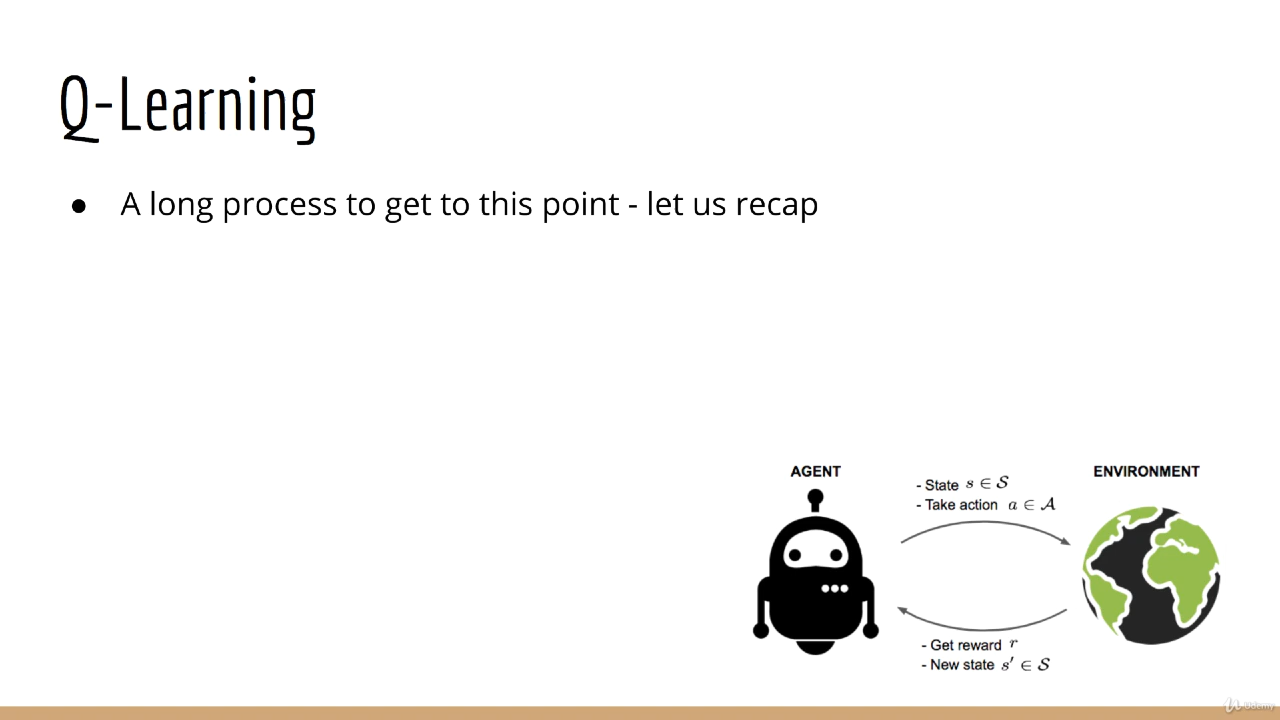 Q-Learning
● A long process to get to this point - let us recap
AGENT
ENVIRONMENT
- State s ∈ 𝒮
- Take action a ∈ 𝒜
- Get reward r
- New state s′ ∈ 𝒮
Udemy